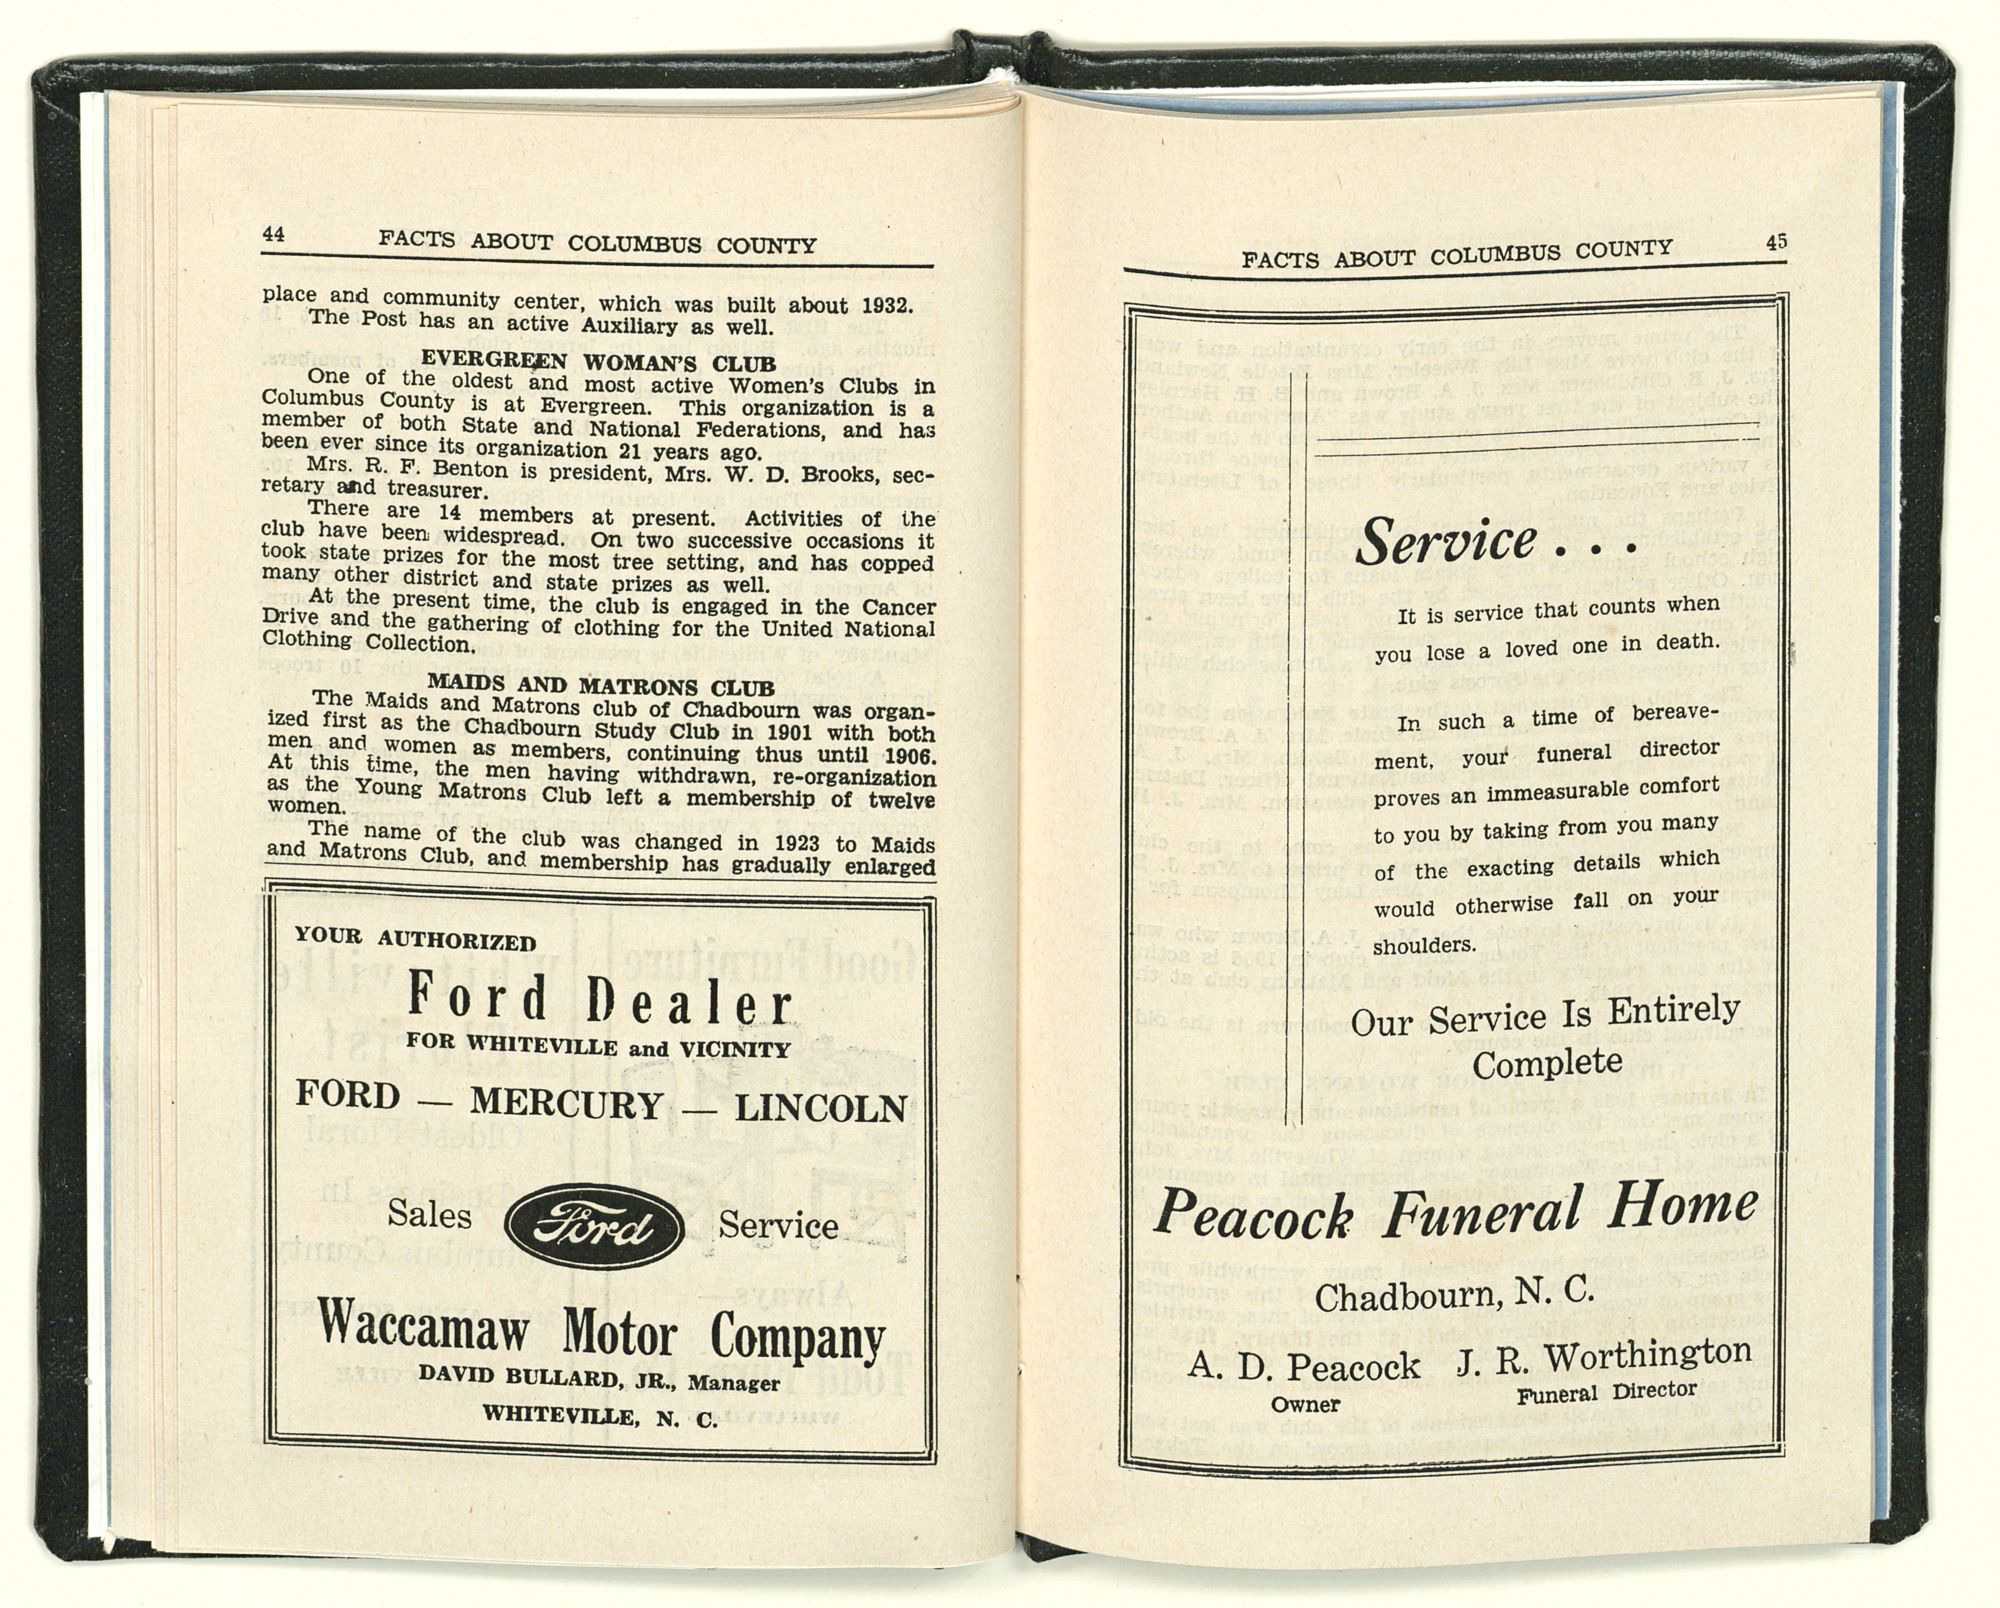 44 FACTS ABOUT COLUMBUS COUNTY
place and community center, which was built about 1932.
The Post has an active Auxiliary as well.
EVERGREEN WOMAN'S CLUB
One of the oldest and most active Women's Clubs in
Columbus County is at Evergreen. This organization is a
member of both State and National Federations, and has
been ever since its organization 21 years ago.
Mrs. R. F. Benton is president, Mrs. W. D. Brooks, sec-
retary and treasurer.
There are 14 members at present. Activities of the
club have been widespread. On two successive occasions it
took state prizes for the most tree setting, and has copped
many other district and state prizes as well.
At the present time, the club is engaged in the Cancer
Drive and the gathering of clothing for the United National
Clothing Collection.
MAIDS AND MATRONS CLUB
The Maids and Matrons club of Chadbourn was organ-
ized first as the Chadbourn Study Club in 1901 with both
men and women as members, continuing thus until 1906.
At this time, the men having withdrawn, re-organization
as the Young Matrons Club left a membership of twelve
women.
The name of the club was changed in 1923 to Maids
and Matrons Club, and membership has gradually enlarged
YOUR AUTHORIZED
Ford Dealer
FOR WHITEVILLE and VICINITY
FORD — MERCURY — LINCOLN
Sales Ford Service
Waccamaw Motor Company
DAVID BULLARD, JR., Manager
WHITEVILLE, N. C.
FACTS ABOUT COLUMBUS COUNTY 45
Service . . .
It is service that counts when
you lose a loved one in death.
In such a time of bereave-
ment, your funeral director
proves an immeasurable comfort
to you by taking from you many
of the exacting details which
would otherwise fall on your
shoulders.
Our Service Is Entirely
Complete
Peacock Funeral Home
Chadbourn, N. C.
A. D. Peacock J. R. Worthington
Owner Funeral Director